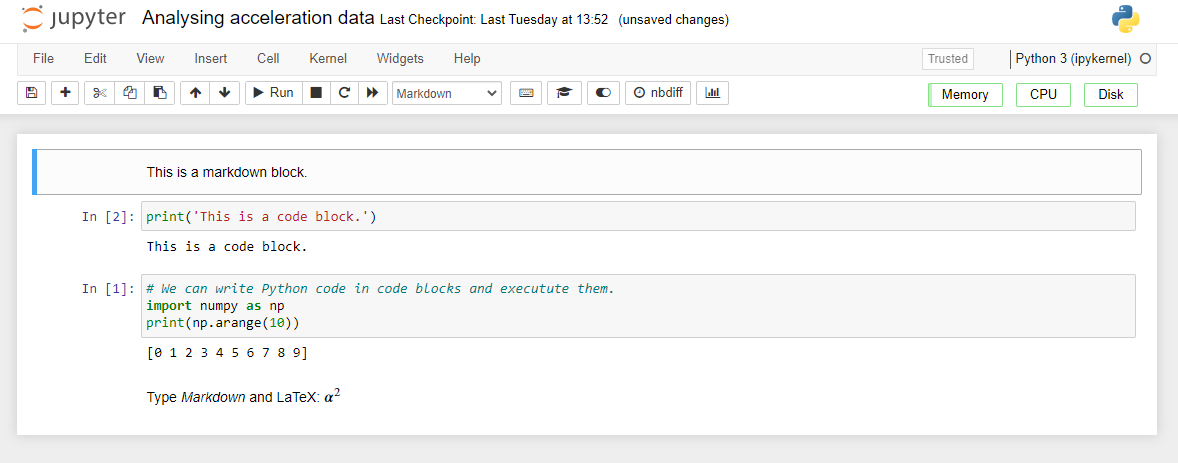 jupyter Analysing acceleration data Last Checkpoint: Last Tuesday at 13:52 (unsaved changes)
File Edit View Insert Cell Kernel Widgets Help Trusted Python 3 (ipykernel)
Run Markdown nbdiff Memory CPU Disk
This is a markdown block.
In [2]: print('This is a code block.')
This is a code block.
In [1]: # We can write Python code in code blocks and executute them.
import numpy as np
print(np.arange(10))
[0 1 2 3 4 5 6 7 8 9]
Type Markdown and LaTeX: α²